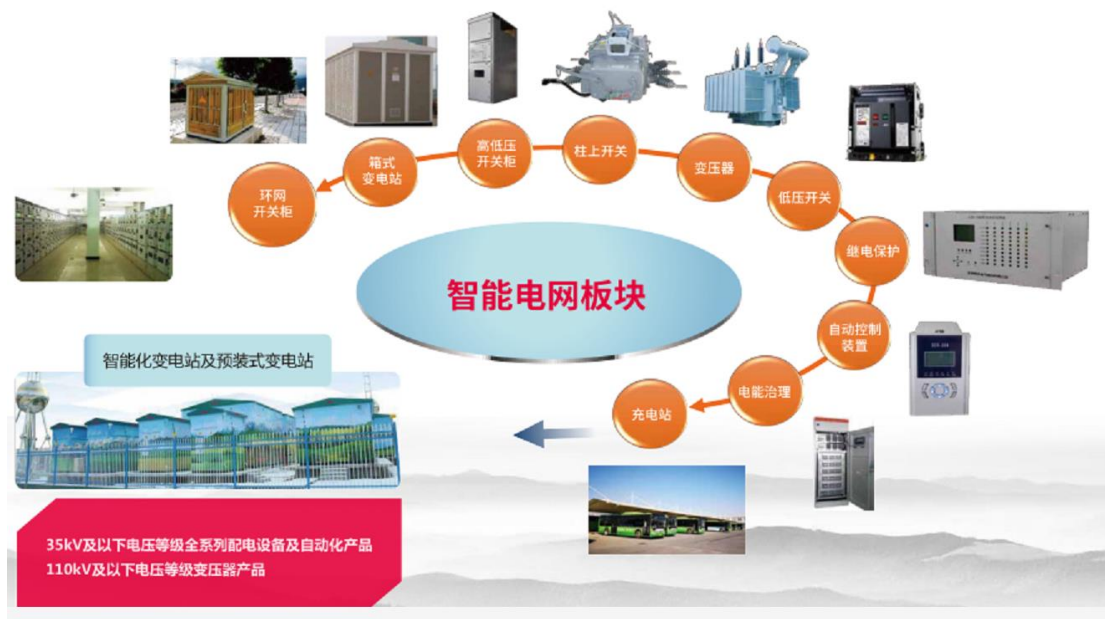 高低压
开关柜
柱上开关
箱式
变电站
变压器
环网
开关柜
低压开关
继电保护
智能电网板块
自动控制
装置
智能化变电站及预装式变电站
电能治理
充电站
35kV及以下电压等级全系列配电设备及自动化产品
110kV及以下电压等级变压器产品